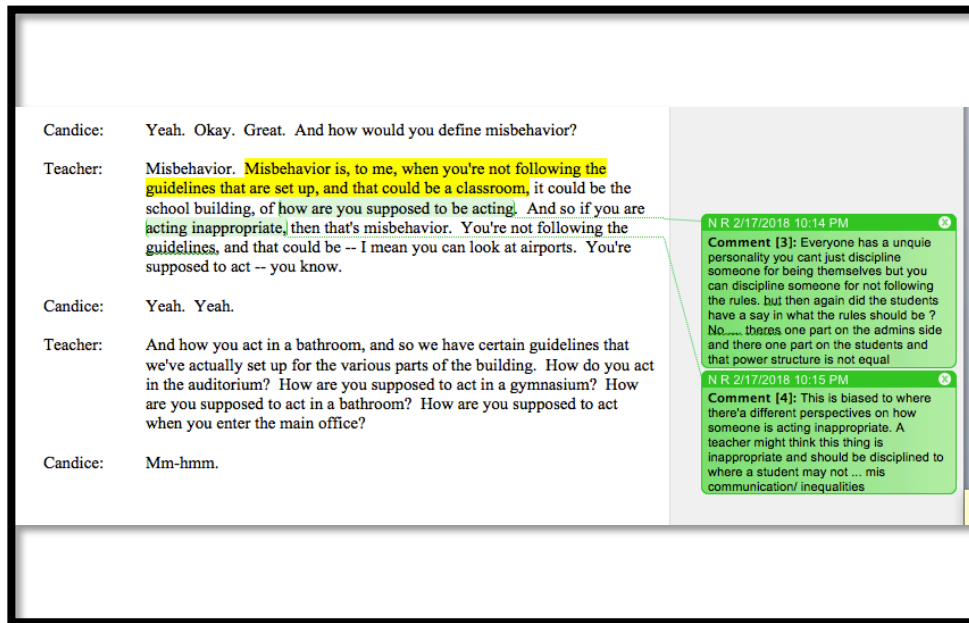 Candice: Yeah. Okay. Great. And how would you define misbehavior?
Teacher: Misbehavior. Misbehavior is, to me, when you're not following the
guidelines that are set up, and that could be a classroom, it could be the
school building, of how are you supposed to be acting. And so if you are
acting inappropriate, then that's misbehavior. You're not following the
guidelines, and that could be -- I mean you can look at airports. You're
supposed to act -- you know.
Candice: Yeah. Yeah.
Teacher: And how you act in a bathroom, and so we have certain guidelines that
we've actually set up for the various parts of the building. How do you act
in the auditorium? How are you supposed to act in a gymnasium? How
are you supposed to act in a bathroom? How are you supposed to act
when you enter the main office?
Candice: Mm-hmm.
N R 2/17/2018 10:14 PM
Comment [3]: Everyone has a unquie
personality you cant just discipline
someone for being themselves but you
can discipline someone for not following
the rules. but then again did the students
have a say in what the rules should be ?
No..... theres one part on the admins side
and there one part on the students and
that power structure is not equal
N R 2/17/2018 10:15 PM
Comment [4]: This is biased to where
there'a different perspectives on how
someone is acting inappropriate. A
teacher might think this thing is
inappropriate and should be disciplined to
where a student may not ... mis
communication/ inequalities